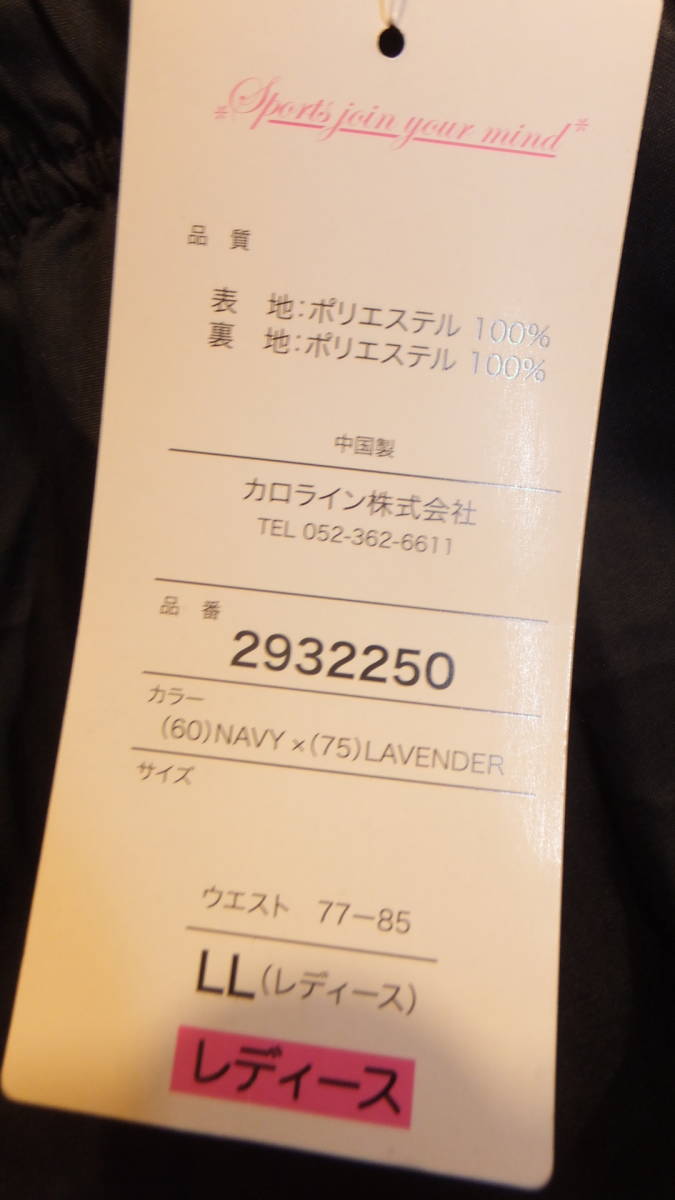 *Sports join your mind*
品 質
表 地:ポリエステル 100%
裏 地:ポリエステル 100%
中国製
カロライン株式会社
TEL 052-362-6611
品 番
2932250
カラー
(60)NAVY×(75)LAVENDER
サイズ
ウエスト 77-85
LL(レディース)
レディース